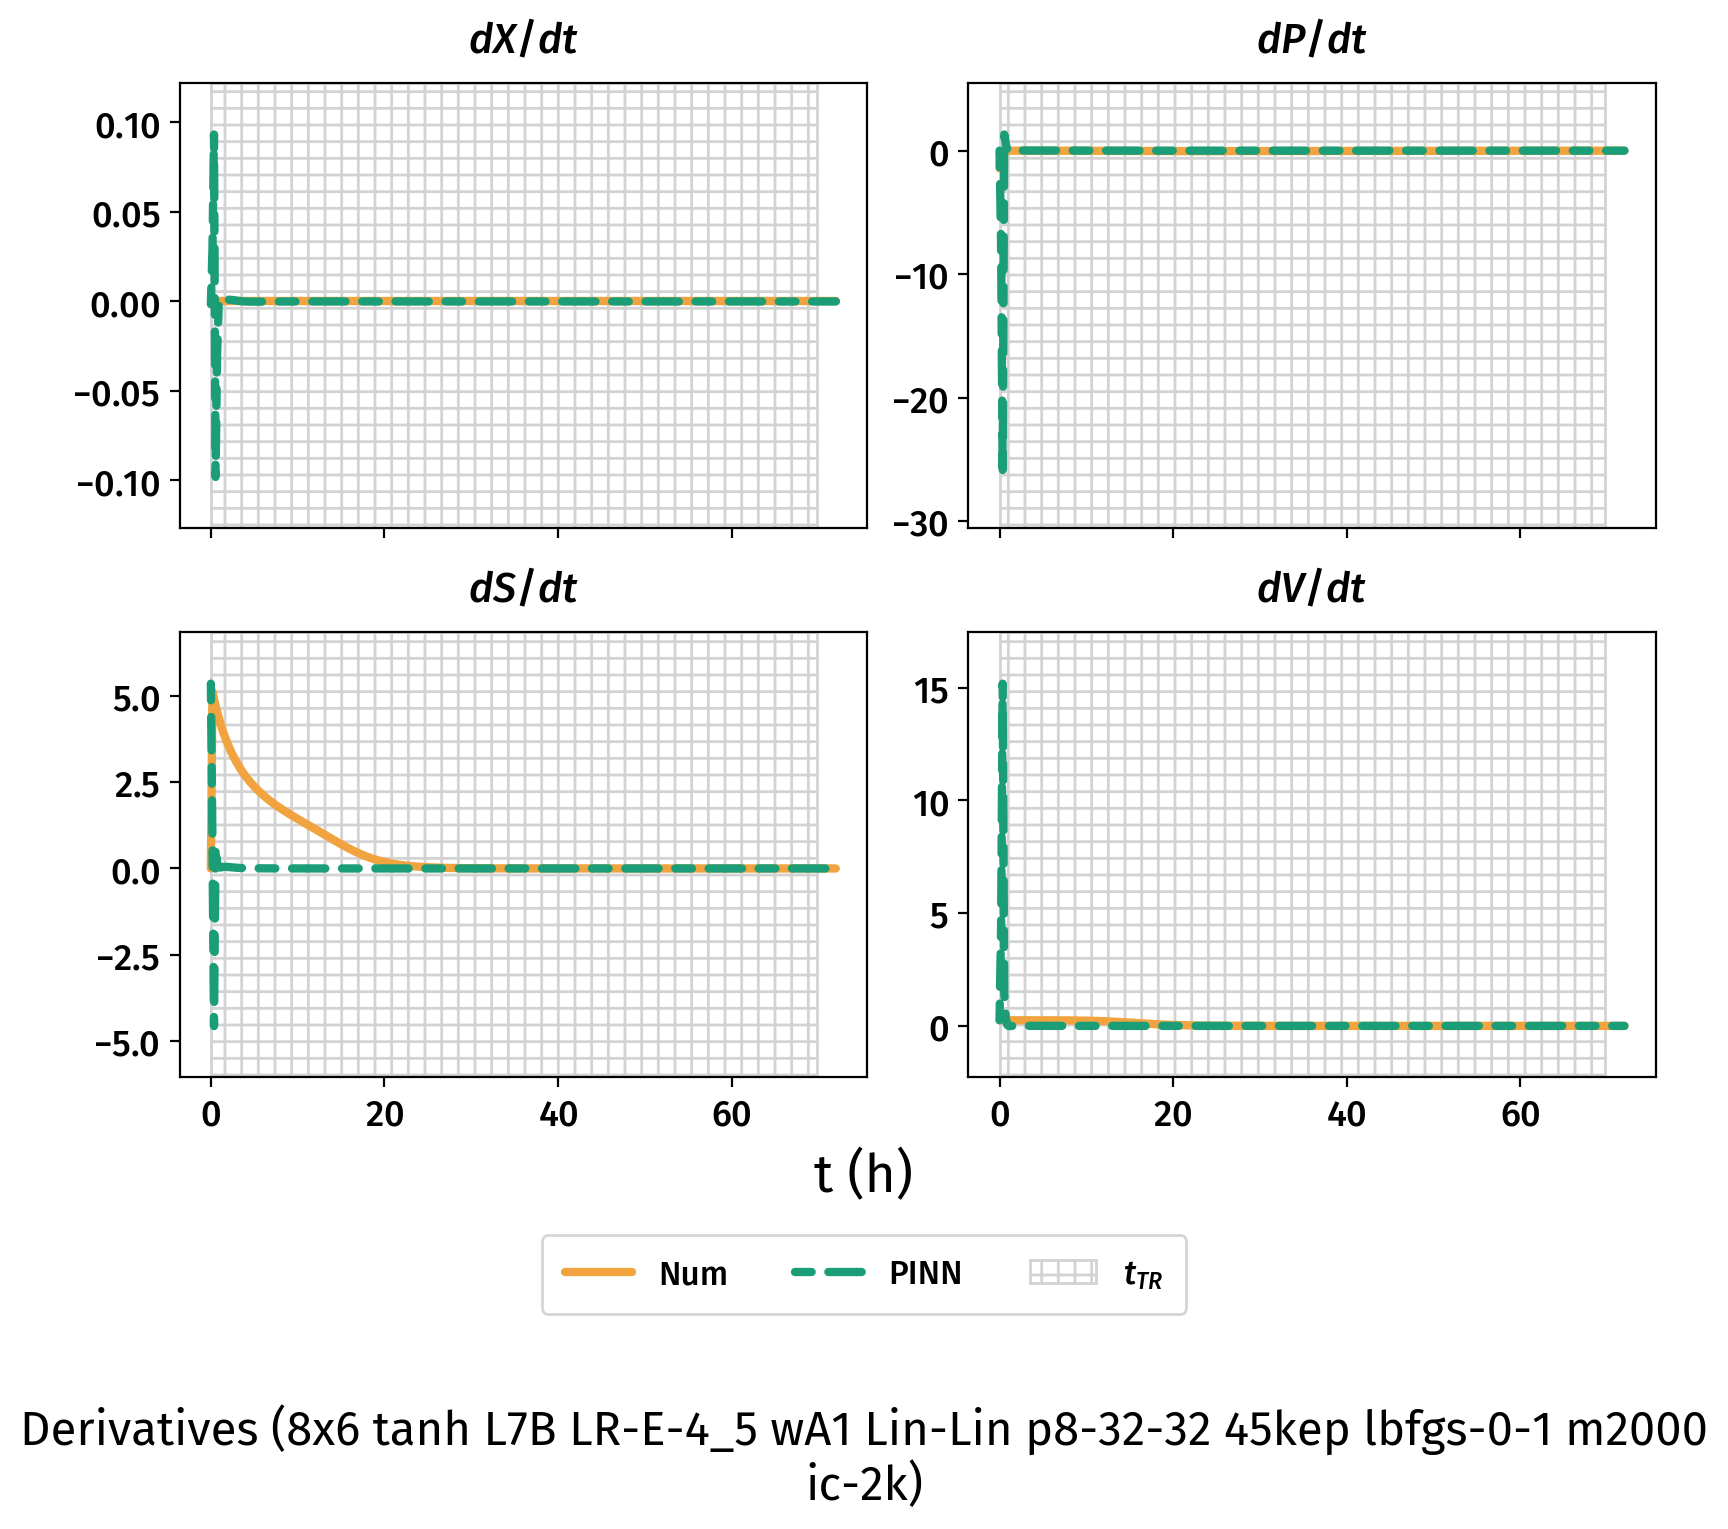 dX/dt
dP/dt
0.10
0.05
0.00
−0.05
−0.10
0
−10
−20
−30
dS/dt
dV/dt
5.0
2.5
0.0
−2.5
−5.0
15
10
5
0
0 20 40 60
0 20 40 60
t (h)
Num PINN tTR
Derivatives (8x6 tanh L7B LR-E-4_5 wA1 Lin-Lin p8-32-32 45kep lbfgs-0-1 m2000
ic-2k)